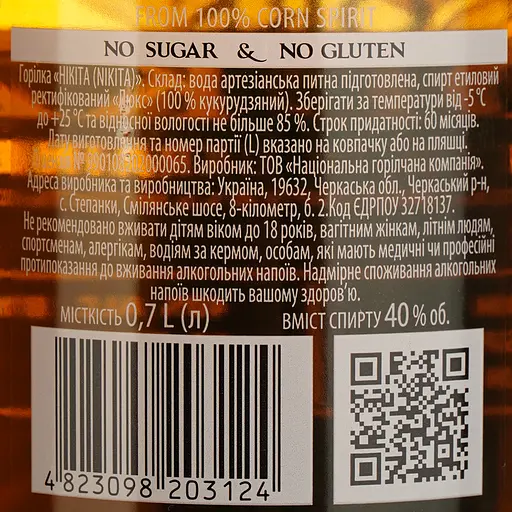 FROM 100% CORN SPIRIT
NO SUGAR & NO GLUTEN
Горілка «НІКІТА (NIKITA)». Склад: вода артезіанська питна підготовлена, спирт етиловий
ректифікований «Люкс» (100 % кукурудзяний). Зберігати за температури від -5 °С
до +25 °С та відносної вологості не більше 85 %. Строк придатності: 60 місяців.
Дату виготовлення та номер партії (L) вказано на ковпачку або на пляшці.
000065. Виробник: ТОВ «Національна горілчана компанія».
Адреса виробника та виробництва: Україна, 19632, Черкаська обл., Черкаський р-н,
с. Степанки, Смілянське шосе, 8-кілометр, б. 2.Код ЄДРПОУ 32718137.
Не рекомендовано вживати дітям віком до 18 років, вагітним жінкам, літнім людям,
спортсменам, алергікам, водіям за кермом, особам, які мають медичні чи професійні
протипоказання до вживання алкогольних напоїв. Надмірне споживання алкогольних
напоїв шкодить вашому здоров’ю.
МІСТКІСТЬ 0,7 L (л) ВМІСТ СПИРТУ 40 % об.
4 823098 203124